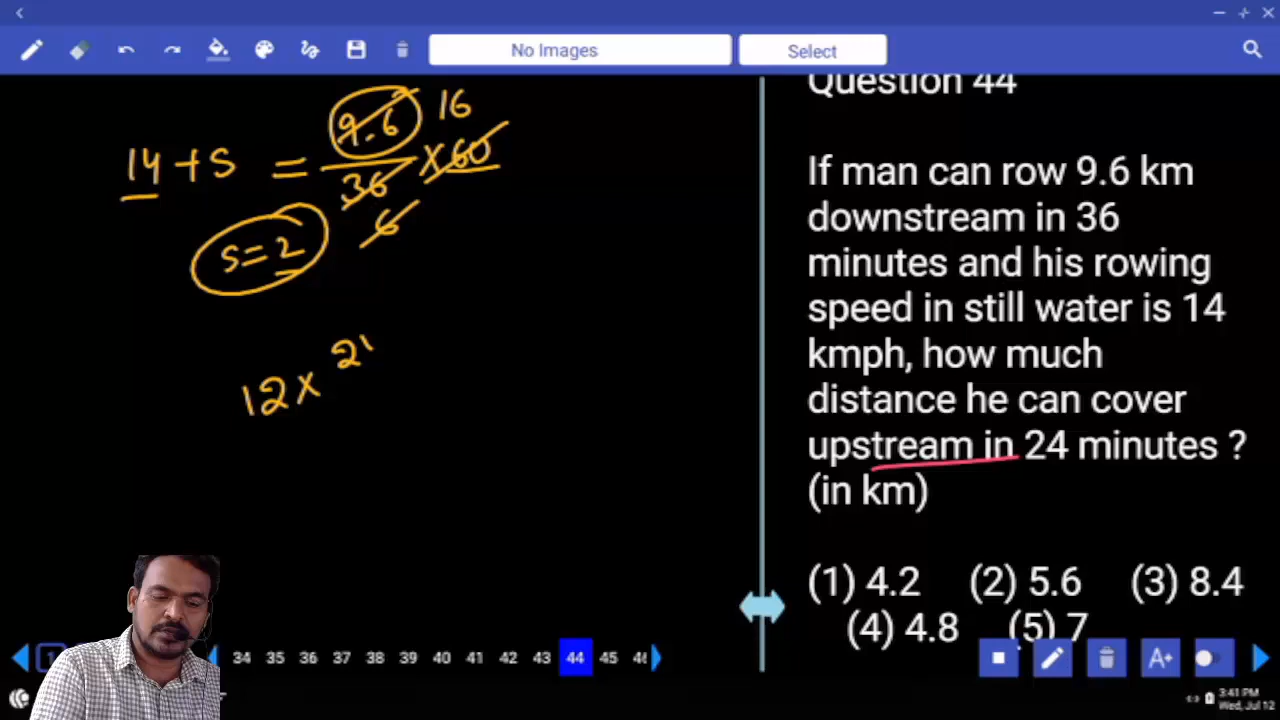 No Images
Select
14 + S = 9.6 / 36 × 60 16
6
S = 2
12 ×
Question 44
If man can row 9.6 km
downstream in 36
minutes and his rowing
speed in still water is 14
kmph, how much
distance he can cover
upstream in 24 minutes ?
(in km)
(1) 4.2 (2) 5.6 (3) 8.4
(4) 4.8 (5) 7
34 35 36 37 38 39 40 41 42 43 44 45
A+
3:41 PM
Wed, Jul 12